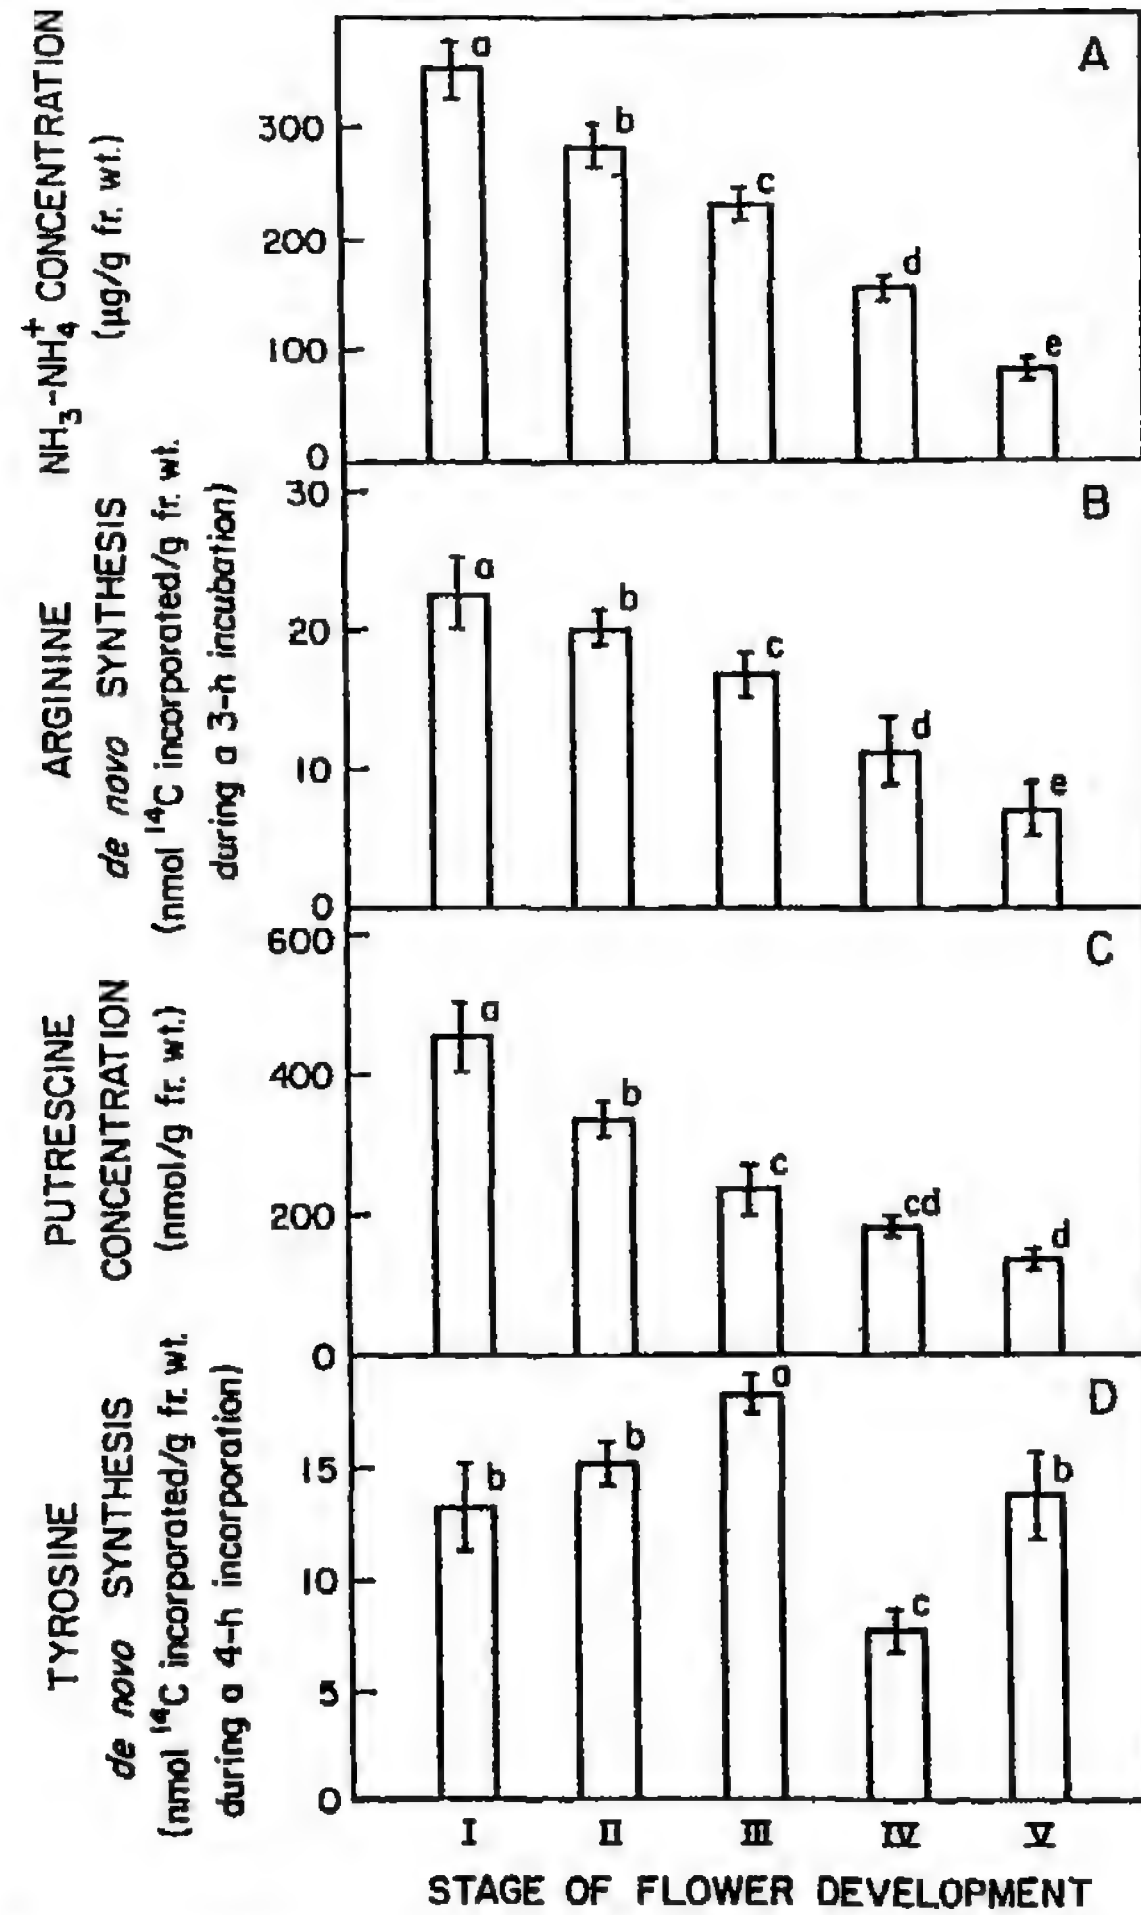 NH₃-NH₄⁺ CONCENTRATION
(µg/g fr. wt.)
300
200
100
0
a
b
c
d
e
A
ARGININE
de novo SYNTHESIS
(nmol ¹⁴C incorporated/g fr. wt.
during a 3-h incubation)
30
20
10
0
a
b
c
d
e
B
PUTRESCINE
CONCENTRATION
(nmol/g fr. wt.)
600
400
200
0
a
b
c
cd
d
C
TYROSINE
de novo SYNTHESIS
(nmol ¹⁴C incorporated/g fr. wt.
during a 4-h incorporation)
15
10
5
0
b
b
a
c
b
D
I II III IV V
STAGE OF FLOWER DEVELOPMENT